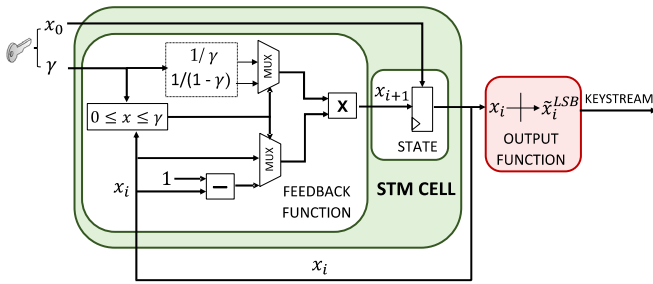 x₀
γ
1/γ
1/(1 - γ)
MUX
0 ≤ x ≤ γ
X
xᵢ₊₁
STATE
xᵢ
x̃ᵢᴸˢᴮ
OUTPUT
FUNCTION
KEYSTREAM
MUX
1
−
xᵢ
FEEDBACK
FUNCTION
STM CELL
xᵢ